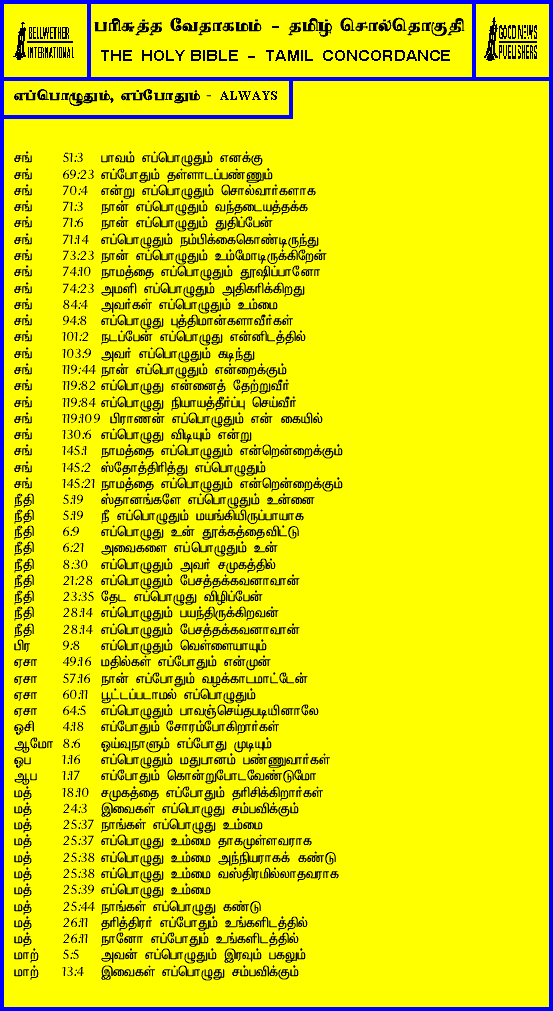 BELLWETHER
INTERNATIONAL
பரிசுத்த வேதாகமம் - தமிழ் சொல்தொகுதி
THE HOLY BIBLE - TAMIL CONCORDANCE
GOOD NEWS
PUBLISHERS
எப்பொழுதும், எப்போதும் - ALWAYS
சங் 51:3 பாவம் எப்பொழுதும் எனக்கு
சங் 69:23 எப்போதும் தள்ளாடப்பண்ணும்
சங் 70:4 என்று எப்பொழுதும் சொல்வார்களாக
சங் 71:3 நான் எப்பொழுதும் வந்தடையத்தக்க
சங் 71:6 நான் எப்பொழுதும் துதிப்பேன்
சங் 71:14 எப்பொழுதும் நம்பிக்கைகொண்டிருந்து
சங் 73:23 நான் எப்பொழுதும் உம்மோடிருக்கிறேன்
சங் 74:10 நாமத்தை எப்பொழுதும் தூஷிப்பானோ
சங் 74:23 அமளி எப்பொழுதும் அதிகரிக்கிறது
சங் 84:4 அவர்கள் எப்பொழுதும் உம்மை
சங் 94:8 எப்பொழுது புத்திமான்களாவீர்கள்
சங் 101:2 நடப்பேன் எப்பொழுது என்னிடத்தில்
சங் 103:9 அவர் எப்பொழுதும் கடிந்து
சங் 119:44 நான் எப்பொழுதும் என்றைக்கும்
சங் 119:82 எப்பொழுது என்னைத் தேற்றுவீர்
சங் 119:84 எப்பொழுது நியாயத்தீர்ப்பு செய்வீர்
சங் 119:109 பிராணன் எப்பொழுதும் என் கையில்
சங் 130:6 எப்பொழுது விடியும் என்று
சங் 145:1 நாமத்தை எப்பொழுதும் என்றென்றைக்கும்
சங் 145:2 ஸ்தோத்திரித்து எப்பொழுதும்
சங் 145:21 நாமத்தை எப்பொழுதும் என்றென்றைக்கும்
நீதி 5:19 ஸ்தானங்களே எப்பொழுதும் உன்னை
நீதி 5:19 நீ எப்பொழுதும் மயங்கியிருப்பாயாக
நீதி 6:9 எப்பொழுது உன் தூக்கத்தைவிட்டு
நீதி 6:21 அவைகளை எப்பொழுதும் உன்
நீதி 8:30 எப்பொழுதும் அவர் சமுகத்தில்
நீதி 21:28 எப்பொழுதும் பேசத்தக்கவனாவான்
நீதி 23:35 தேட எப்பொழுது விழிப்பேன்
நீதி 28:14 எப்பொழுதும் பயந்திருக்கிறவன்
நீதி 28:14 எப்பொழுதும் பேசத்தக்கவனாவான்
பிர 9:8 எப்பொழுதும் வெள்ளையாயும்
ஏசா 49:16 மதில்கள் எப்போதும் என்முன்
ஏசா 57:16 நான் எப்போதும் வழக்காடமாட்டேன்
ஏசா 60:11 பூட்டப்படாமல் எப்பொழுதும்
ஏசா 64:5 எப்பொழுதும் பாவஞ்செய்தபடியினாலே
ஓசி 4:18 எப்போதும் சோரம்போகிறார்கள்
ஆமோ 8:6 ஓய்வுநாளும் எப்போது முடியும்
ஓப 1:16 எப்பொழுதும் மதுபானம் பண்ணுவார்கள்
ஆப 1:17 எப்போதும் கொன்றுபோடவேண்டுமோ
மத் 18:10 சமுகத்தை எப்போதும் தரிசிக்கிறார்கள்
மத் 24:3 இவைகள் எப்பொழுது சம்பவிக்கும்
மத் 25:37 நாங்கள் எப்பொழுது உம்மை
மத் 25:37 எப்பொழுது உம்மை தாகமுள்ளவராக
மத் 25:38 எப்பொழுது உம்மை அந்நியராகக் கண்டு
மத் 25:38 எப்பொழுது உம்மை வஸ்திரமில்லாதவராக
மத் 25:39 எப்பொழுது உம்மை
மத் 25:44 நாங்கள் எப்பொழுது கண்டு
மத் 26:11 தரித்திரர் எப்போதும் உங்களிடத்தில்
மத் 26:11 நானோ எப்போதும் உங்களிடத்தில்
மாற் 5:5 அவன் எப்பொழுதும் இரவும் பகலும்
மாற் 13:4 இவைகள் எப்பொழுது சம்பவிக்கும்